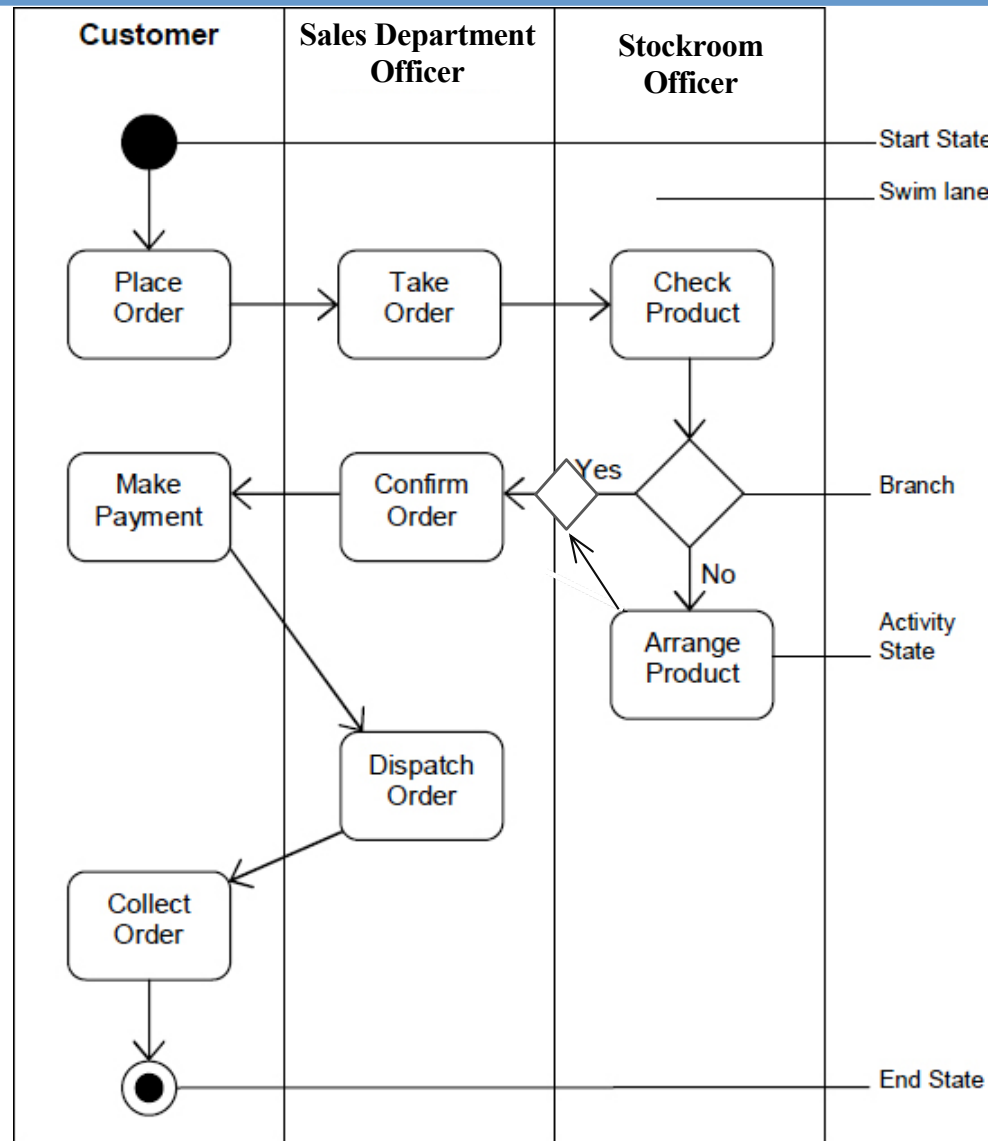 Customer
Sales Department
Officer
Stockroom
Officer
Start State
Swim lane
Place
Order
Take
Order
Check
Product
Make
Payment
Confirm
Order
Yes
Branch
No
Arrange
Product
Activity
State
Dispatch
Order
Collect
Order
End State